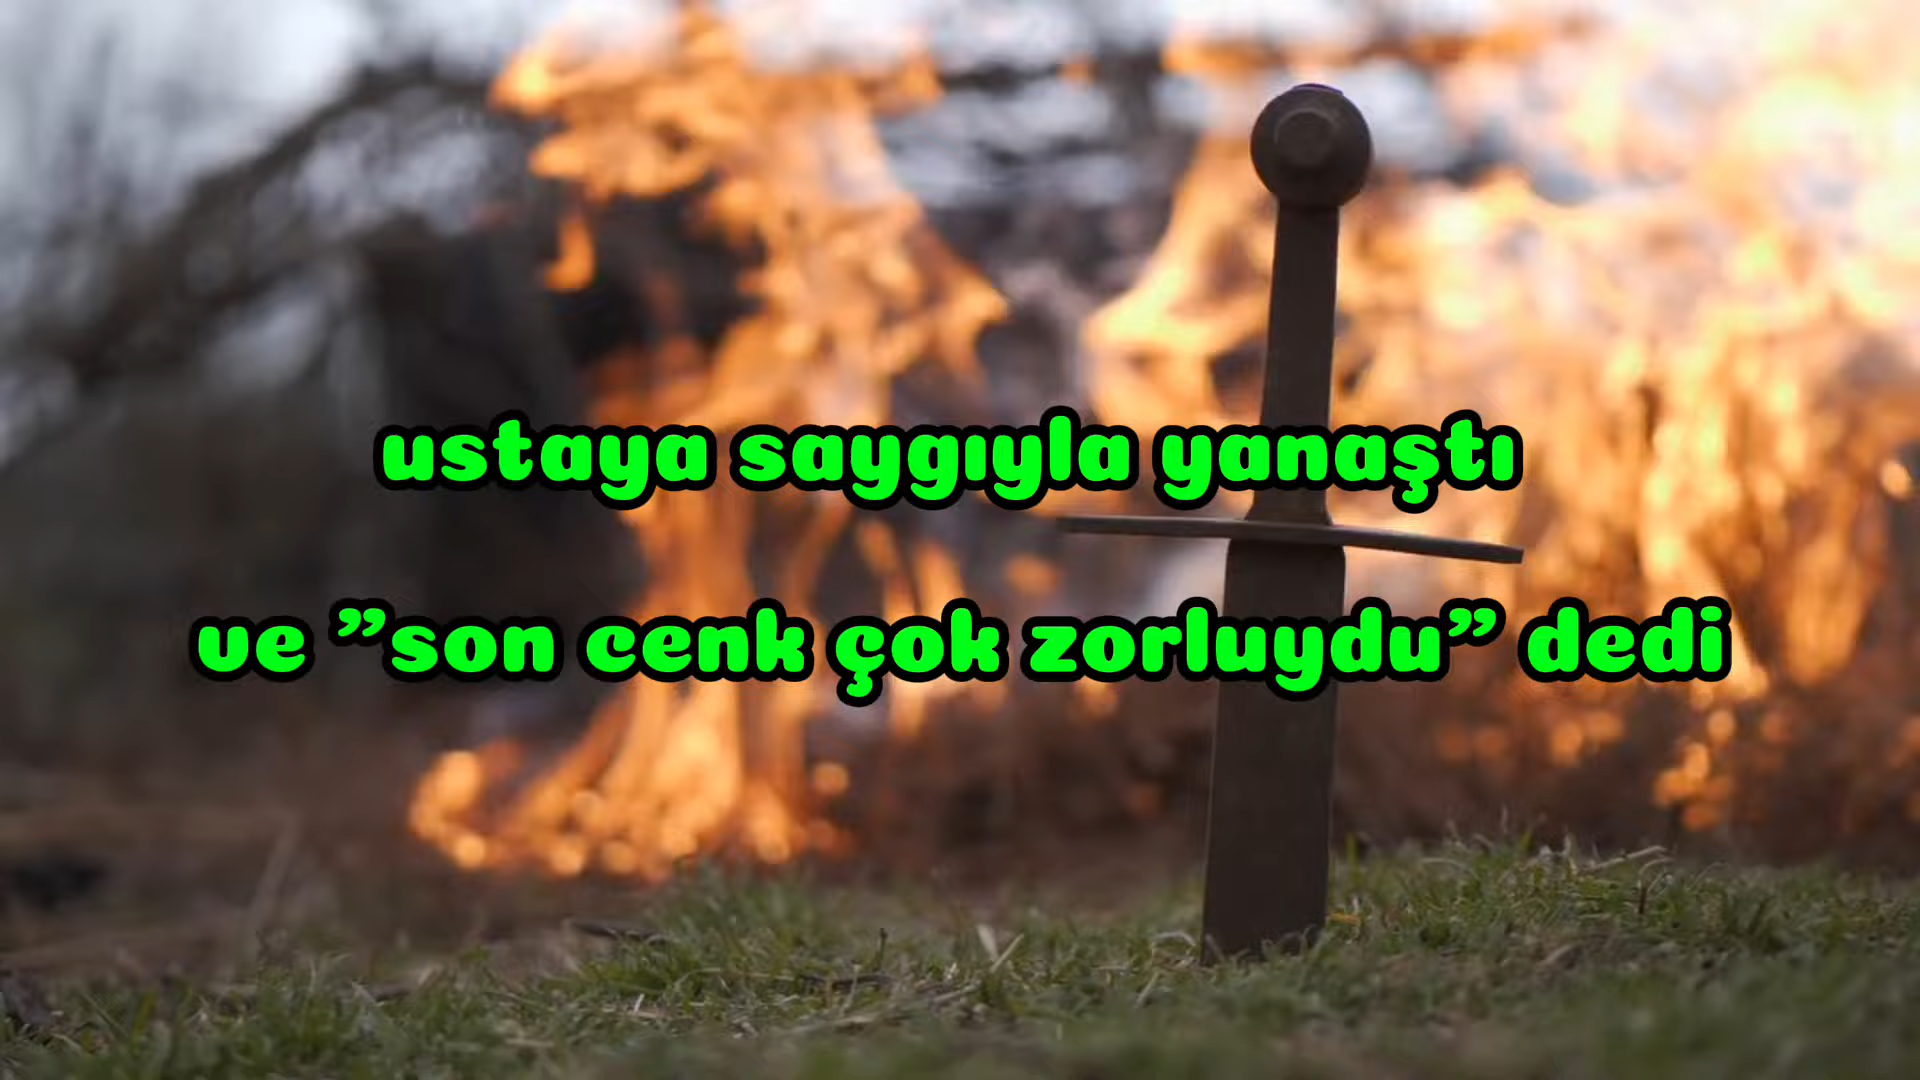 ustaya saygıyla yanaştı
ve ”son cenk çok zorluydu” dedi